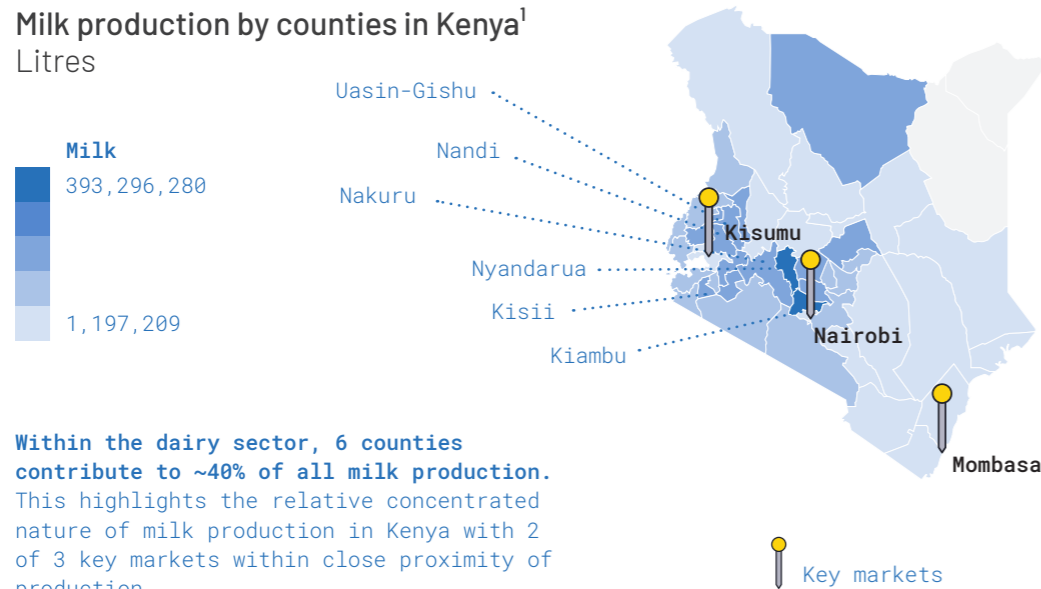 Milk production by counties in Kenya¹
Litres
Uasin-Gishu
Nandi
Nakuru
Nyandarua
Kisii
Kiambu
Milk
393,296,280
1,197,209
Kisumu
Nairobi
Mombasa
Within the dairy sector, 6 counties
contribute to ~40% of all milk production.
This highlights the relative concentrated
nature of milk production in Kenya with 2
of 3 key markets within close proximity of
production
Key markets